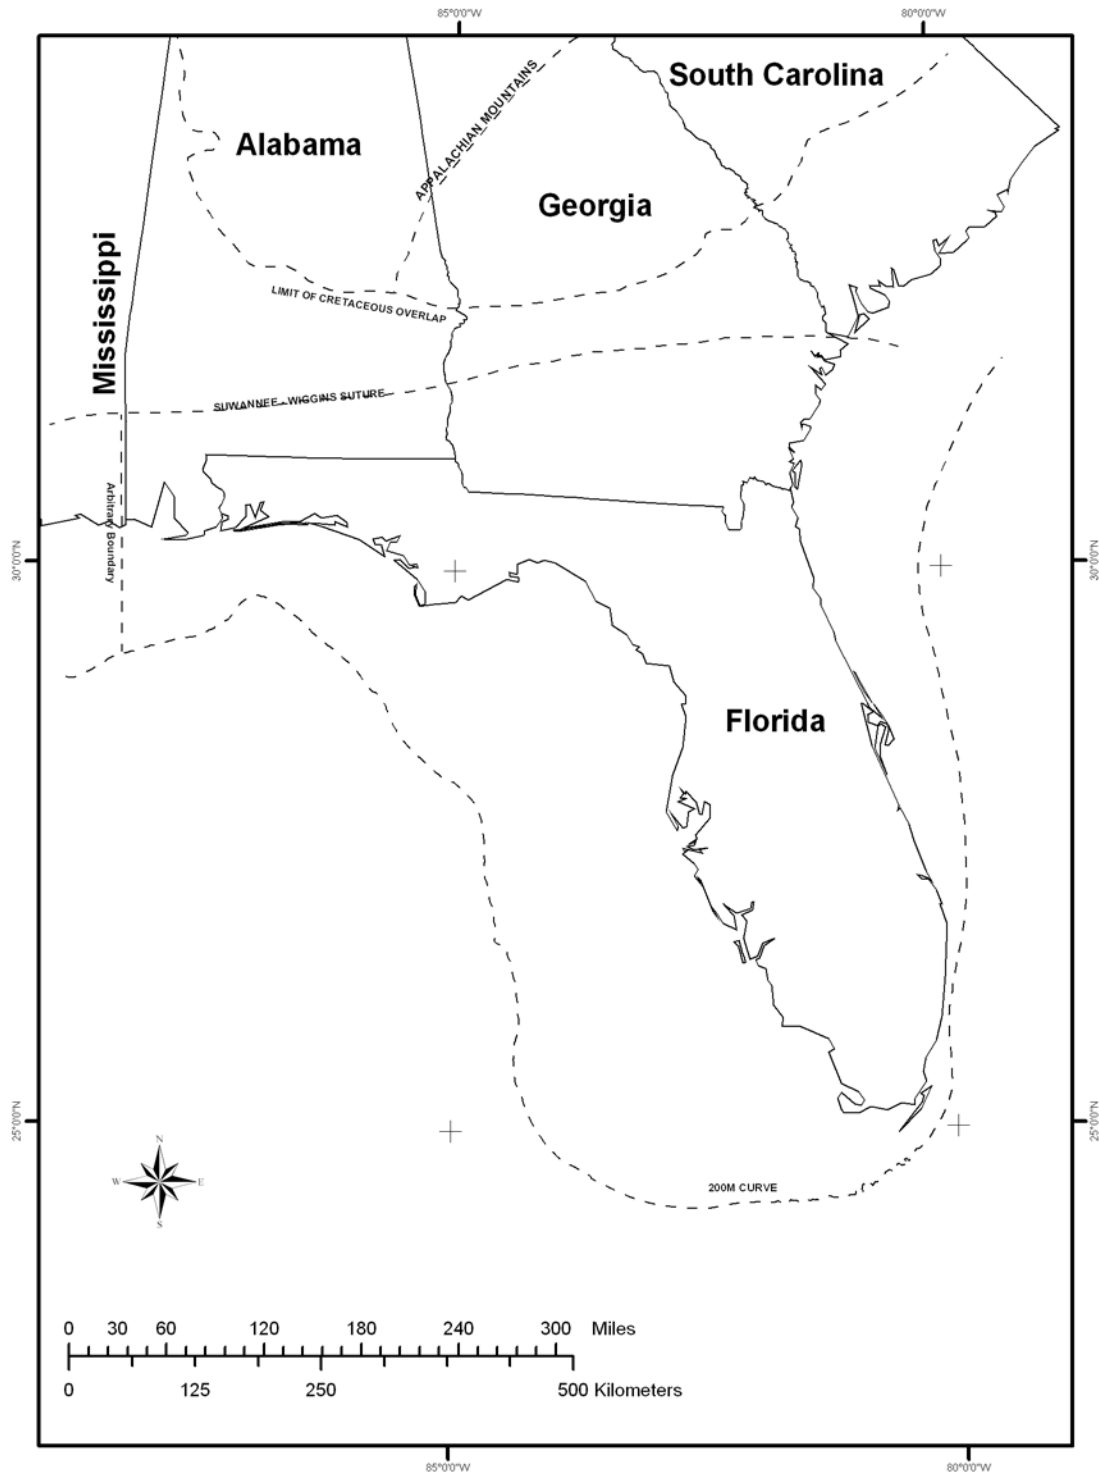 85°0'0"W
80°0'0"W
South Carolina
APPALACHIAN MOUNTAINS
Alabama
Georgia
Mississippi
LIMIT OF CRETACEOUS OVERLAP
SUWANNEE - WIGGINS SUTURE
Arbitrary Boundary
30°0'0"N
30°0'0"N
Florida
25°0'0"N
25°0'0"N
N
W
E
S
200M CURVE
0 30 60 120 180 240 300 Miles
0 125 250 500 Kilometers
85°0'0"W
80°0'0"W